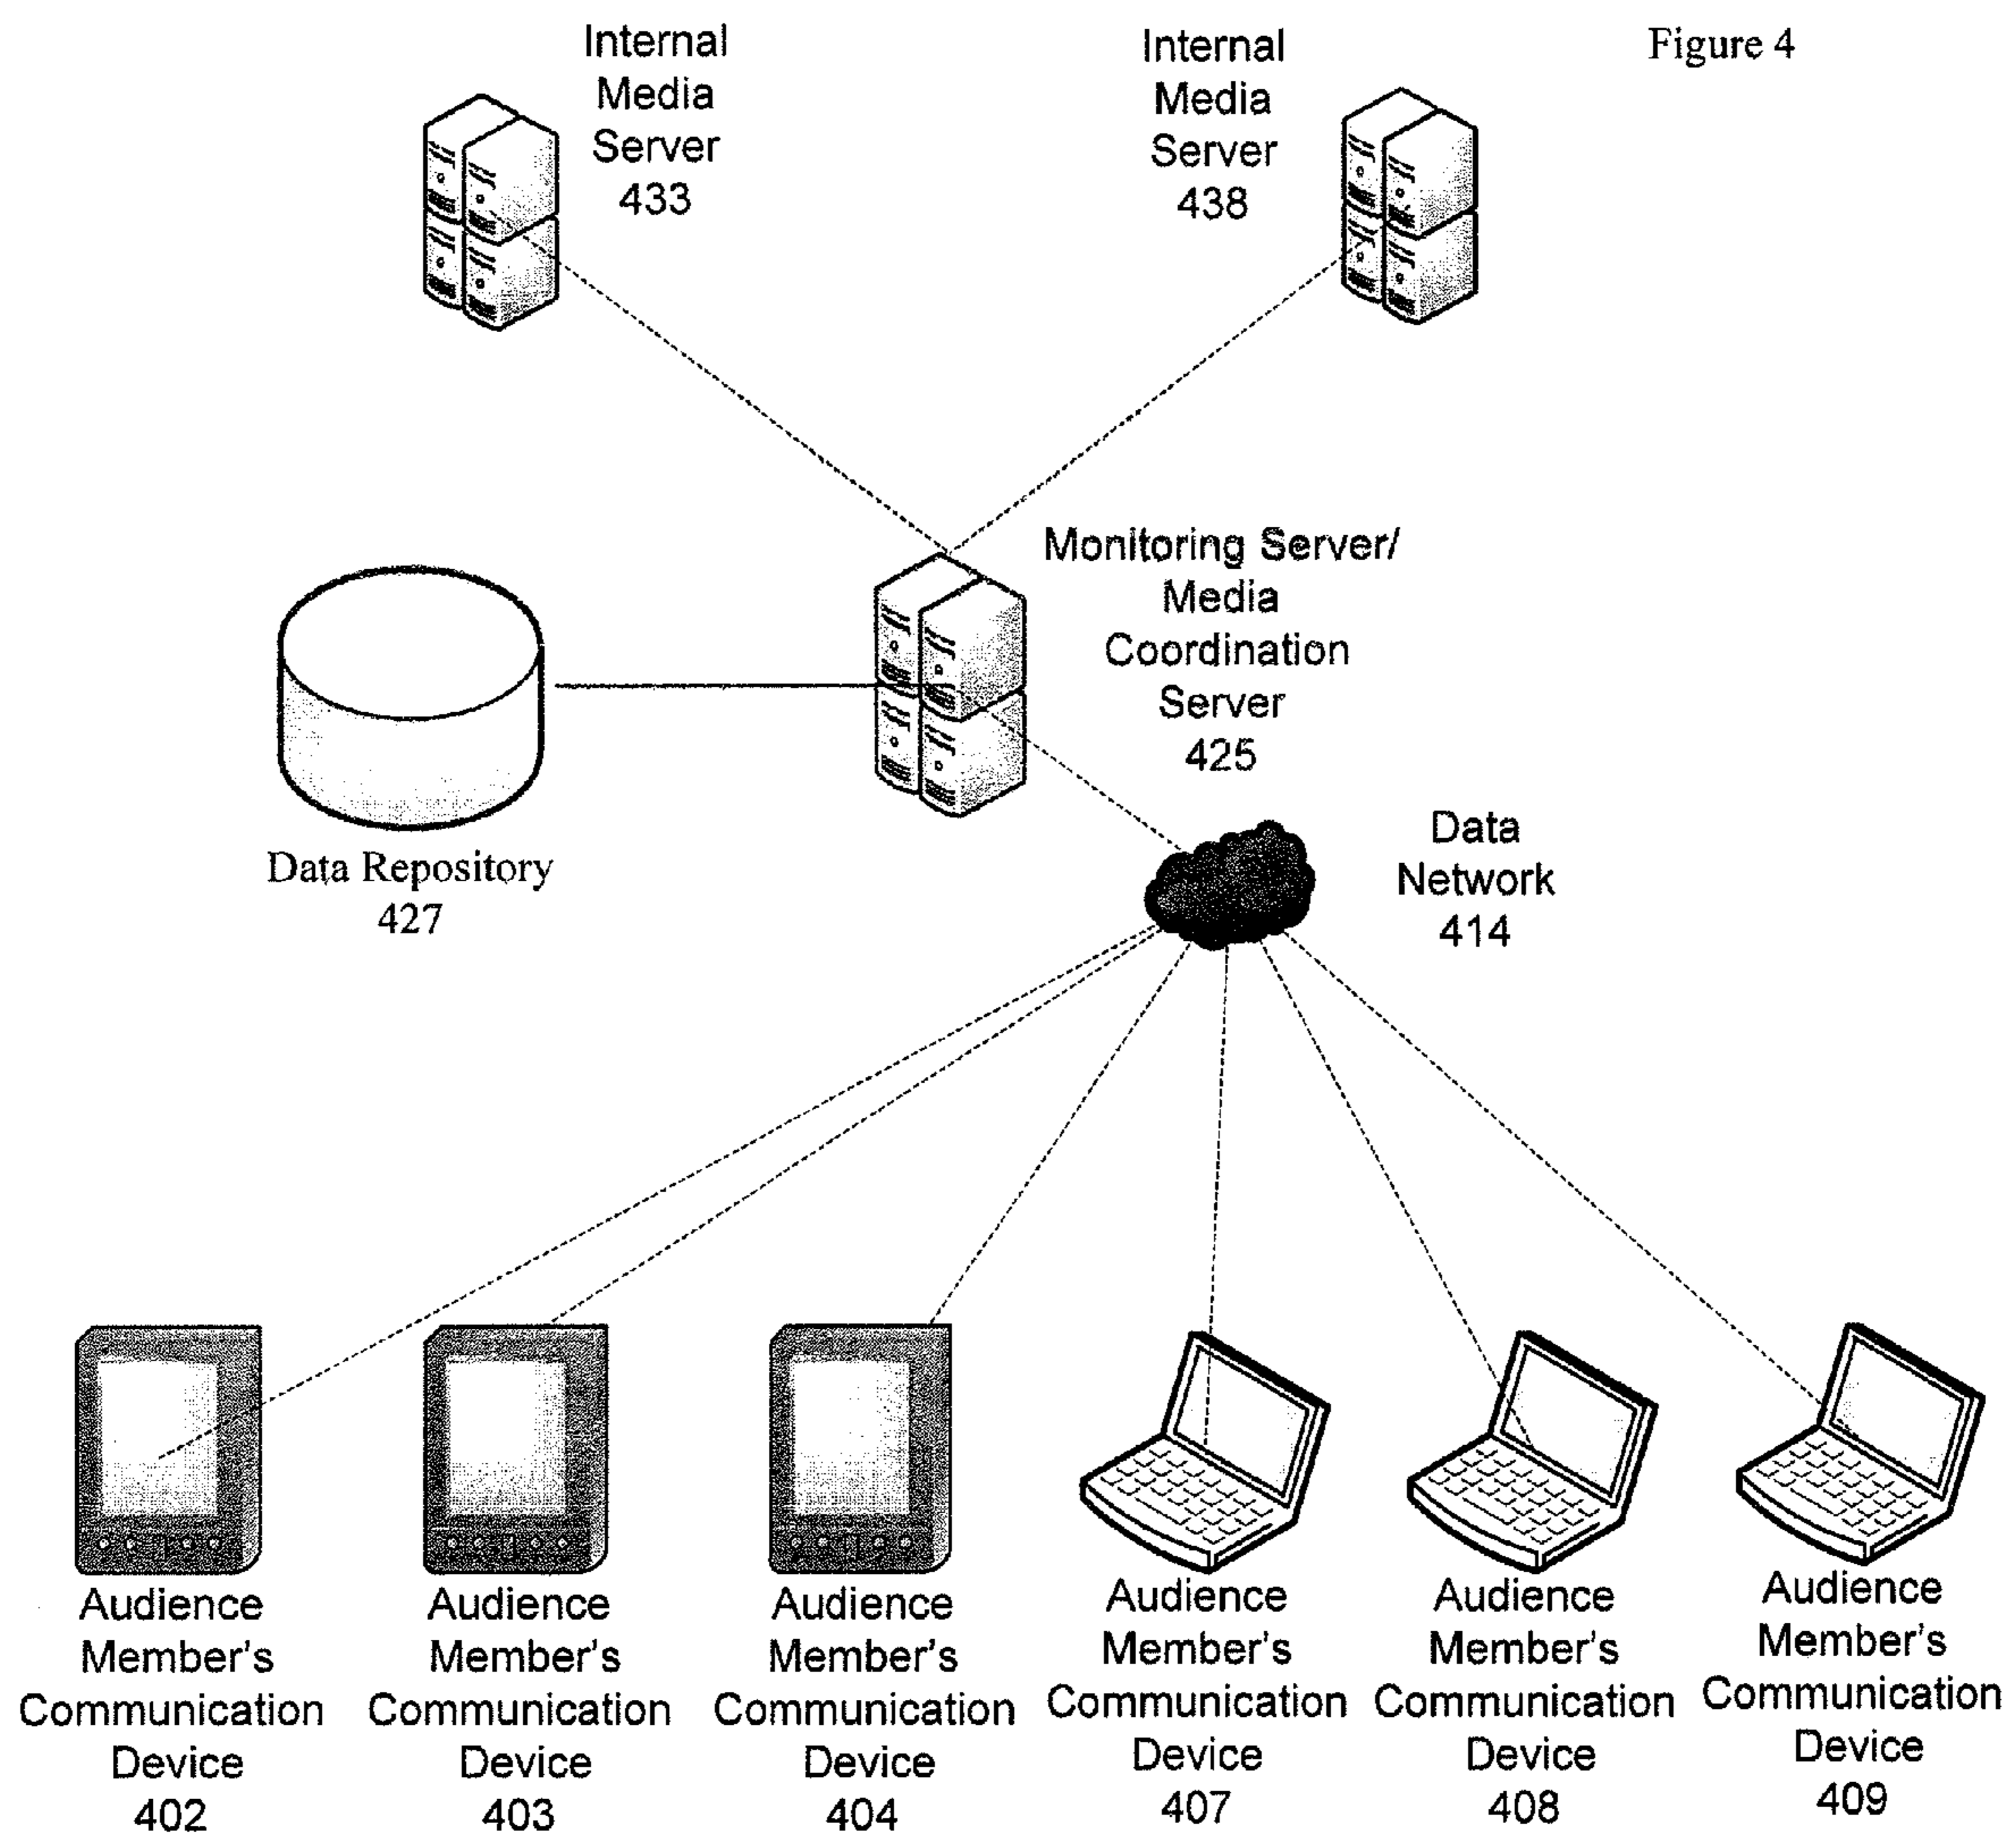 Figure 4
Internal
Media
Server
433
Internal
Media
Server
438
Monitoring Server/
Media
Coordination
Server
425
Data Repository
427
Data
Network
414
Audience
Member's
Communication
Device
402
Audience
Member's
Communication
Device
403
Audience
Member's
Communication
Device
404
Audience
Member's
Communication
Device
407
Audience
Member's
Communication
Device
408
Audience
Member's
Communication
Device
409